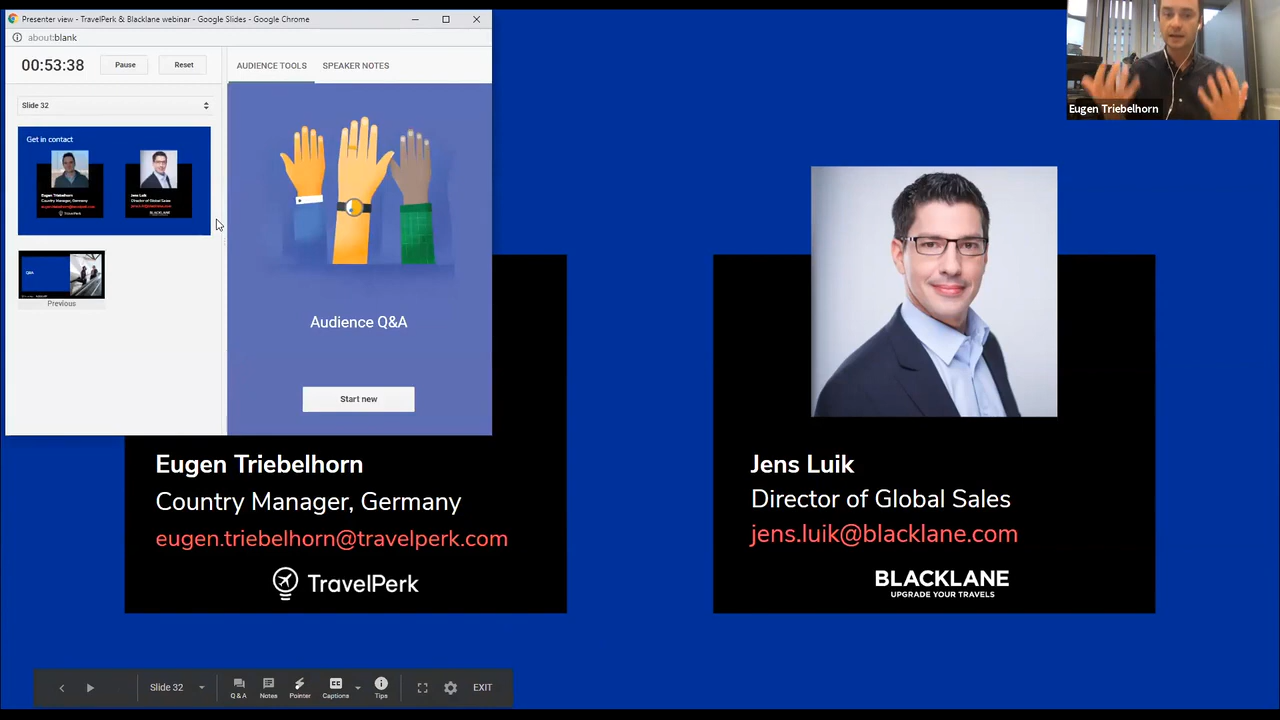 Presenter view - TravelPerk & Blacklane webinar - Google Slides - Google Chrome
about:blank
00:53:38
Pause
Reset
AUDIENCE TOOLS
SPEAKER NOTES
Slide 32
Get in contact
Eugen Triebelhorn
Country Manager, Germany
eugen.triebelhorn@travelperk.com
TravelPerk
Jens Luik
Director of Global Sales
jens.luik@blacklane.com
BLACKLANE
Q&A
Previous
Audience Q&A
Start new
Eugen Triebelhorn
Eugen Triebelhorn
Country Manager, Germany
eugen.triebelhorn@travelperk.com
TravelPerk
Jens Luik
Director of Global Sales
jens.luik@blacklane.com
BLACKLANE
UPGRADE YOUR TRAVELS
Slide 32
Q & A
Notes
Pointer
Captions
Tips
EXIT